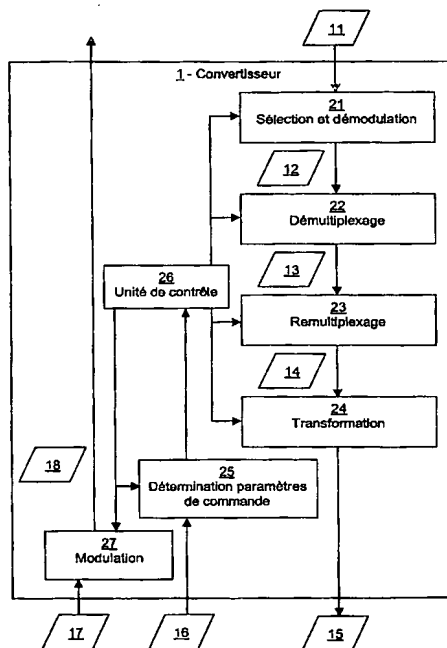 11
1 - Convertisseur
21
Sélection et démodulation
12
22
Démultiplexage
13
26
Unité de contrôle
23
Remultiplexage
14
24
Transformation
18
25
Détermination paramètres
de commande
27
Modulation
17
16
15